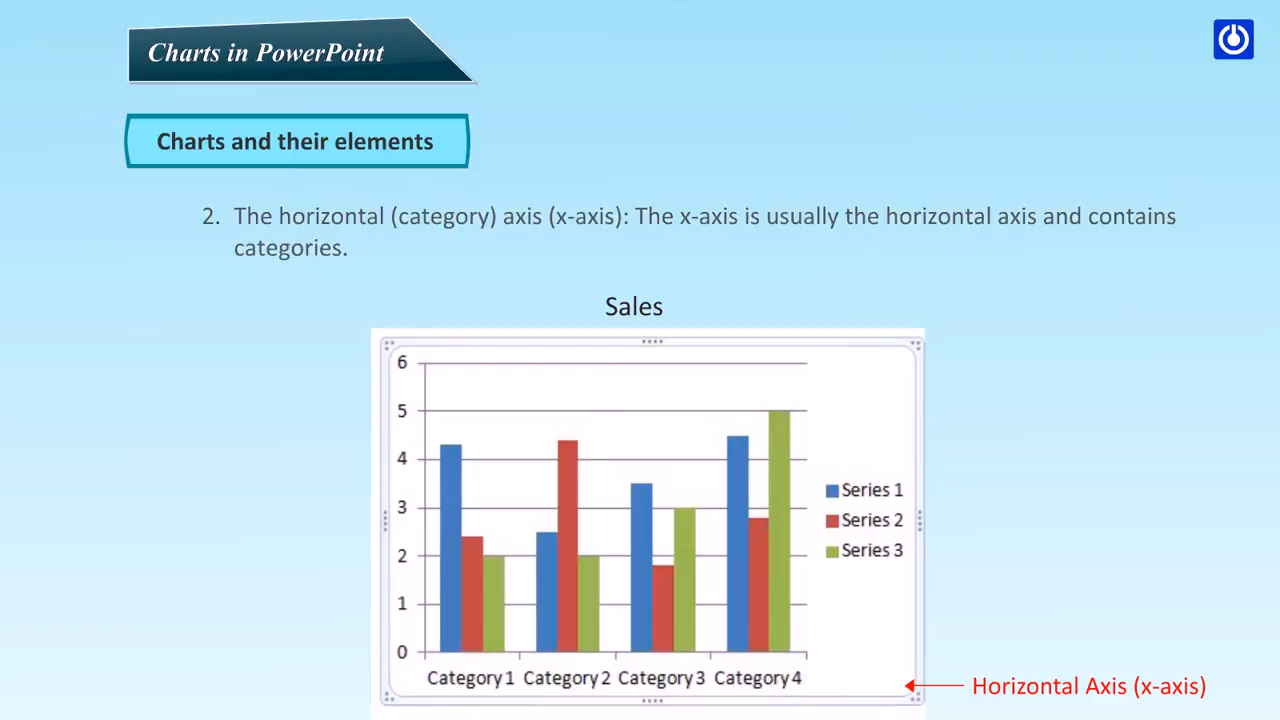 Charts in PowerPoint
Charts and their elements
2. The horizontal (category) axis (x-axis): The x-axis is usually the horizontal axis and contains
categories.
Sales
6
5
4
3
2
1
0
Series 1
Series 2
Series 3
Category 1 Category 2 Category 3 Category 4
Horizontal Axis (x-axis)